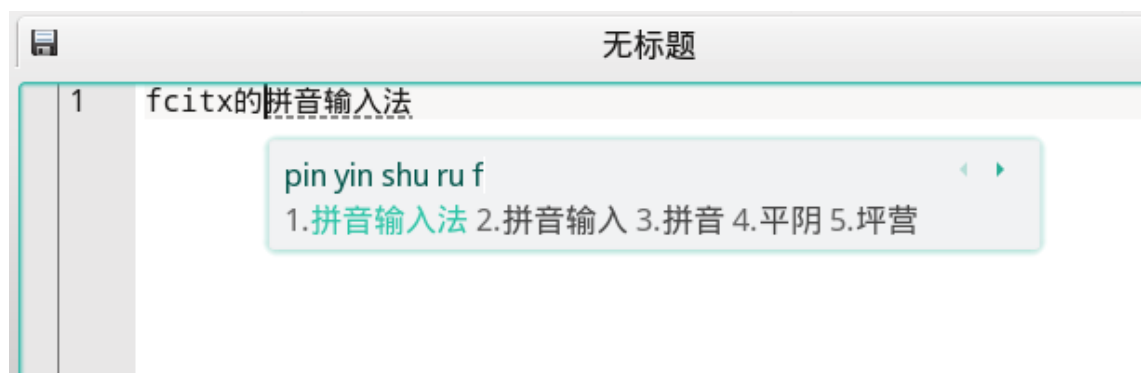 无标题
1 fcitx的拼音输入法
pin yin shu ru f
1.拼音输入法 2.拼音输入 3.拼音 4.平阴 5.坪营